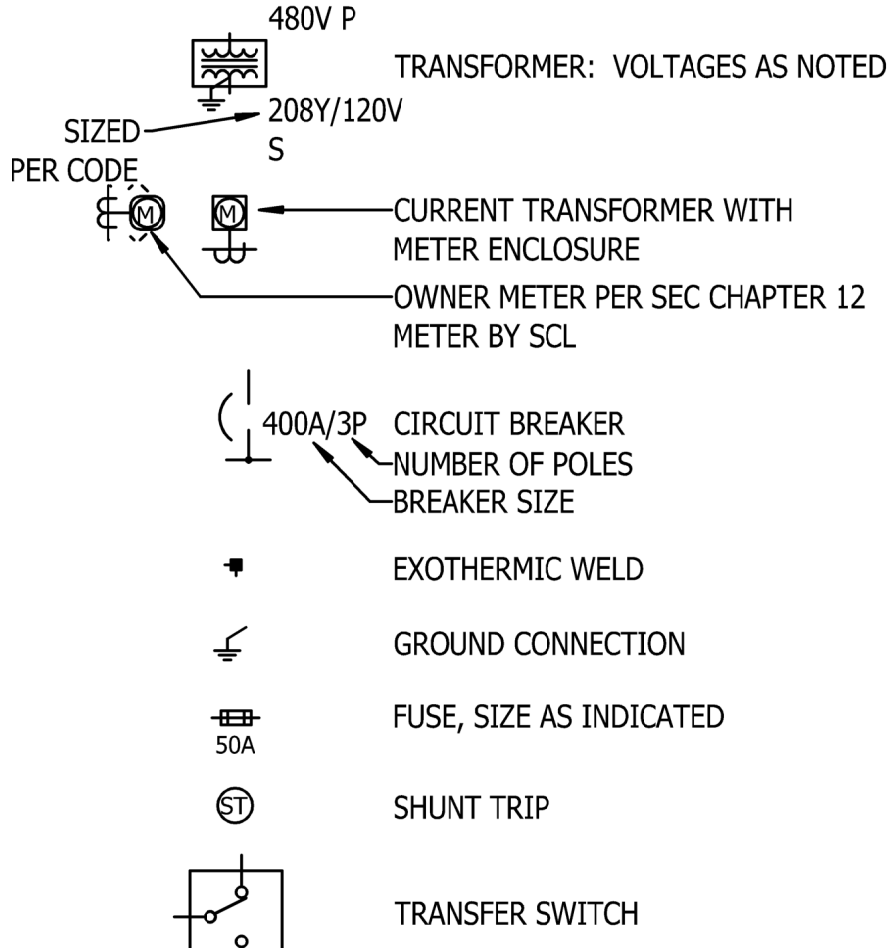 480V P
TRANSFORMER: VOLTAGES AS NOTED
208Y/120V
S
SIZED
PER CODE
M
M
CURRENT TRANSFORMER WITH
METER ENCLOSURE
OWNER METER PER SEC CHAPTER 12
METER BY SCL
400A/3P
CIRCUIT BREAKER
NUMBER OF POLES
BREAKER SIZE
EXOTHERMIC WELD
GROUND CONNECTION
FUSE, SIZE AS INDICATED
50A
ST
SHUNT TRIP
TRANSFER SWITCH